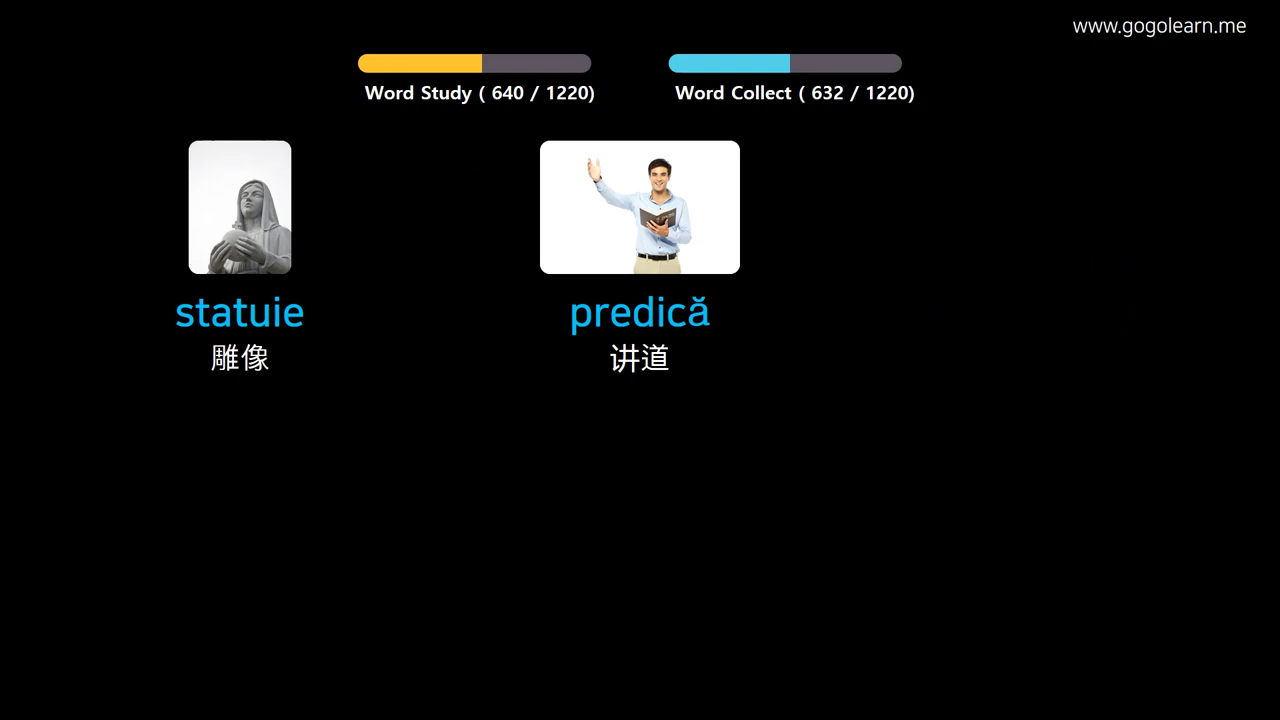 www.gogolearn.me
Word Study ( 640 / 1220)
Word Collect ( 632 / 1220)
statuie
雕像
predică
讲道